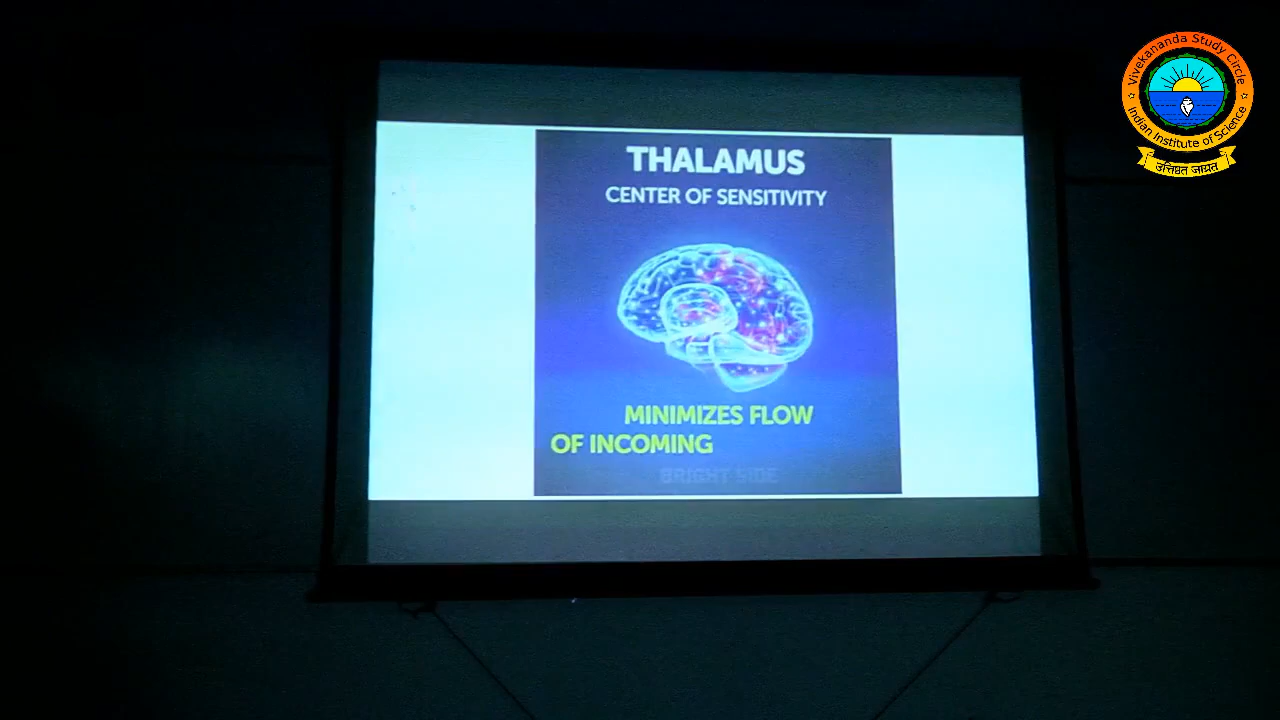 THALAMUS
CENTER OF SENSITIVITY
MINIMIZES FLOW
OF INCOMING
BRIGHT SIDE
Vivekananda Study Circle
Indian Institute of Science
उत्तिष्ठत जाग्रत